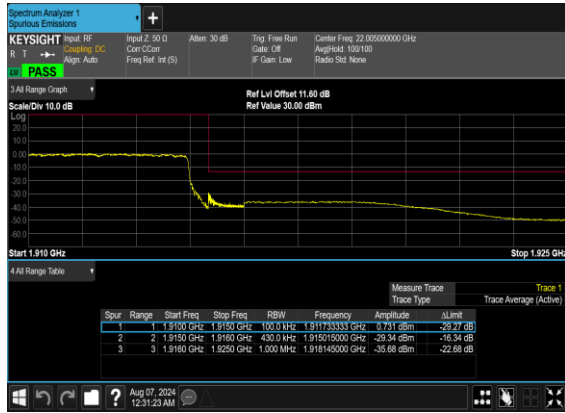 Spectrum Analyzer 1
Spurious Emissions
+
KEYSIGHT Input: RF Input Z: 50 Ω Atten: 30 dB Trig: Free Run Center Freq: 22.005000000 GHz
R T Coupling: DC Corr CCorr Gate: Off Avg|Hold: 100/100
Align: Auto Freq Ref: Int (S) IF Gain: Low Radio Std: None
PASS
3 All Range Graph
Ref Lvl Offset 11.60 dB
Scale/Div 10.0 dB Ref Value 30.00 dBm
Log
20.0
10.0
0.00
-10.0
-20.0
-30.0
-40.0
-50.0
-60.0
Start 1.910 GHz Stop 1.925 GHz
4 All Range Table
Measure Trace Trace 1
Trace Type Trace Average (Active)
Spur Range Start Freq Stop Freq RBW Frequency Amplitude ΔLimit
1 1 1.9100 GHz 1.9150 GHz 100.0 kHz 1.911733333 GHz 0.731 dBm -29.27 dB
2 2 1.9150 GHz 1.9160 GHz 430.0 kHz 1.915015000 GHz -29.34 dBm -16.34 dB
3 3 1.9160 GHz 1.9250 GHz 1.000 MHz 1.918145000 GHz -35.68 dBm -22.68 dB
Aug 07, 2024
12:31:23 AM
?